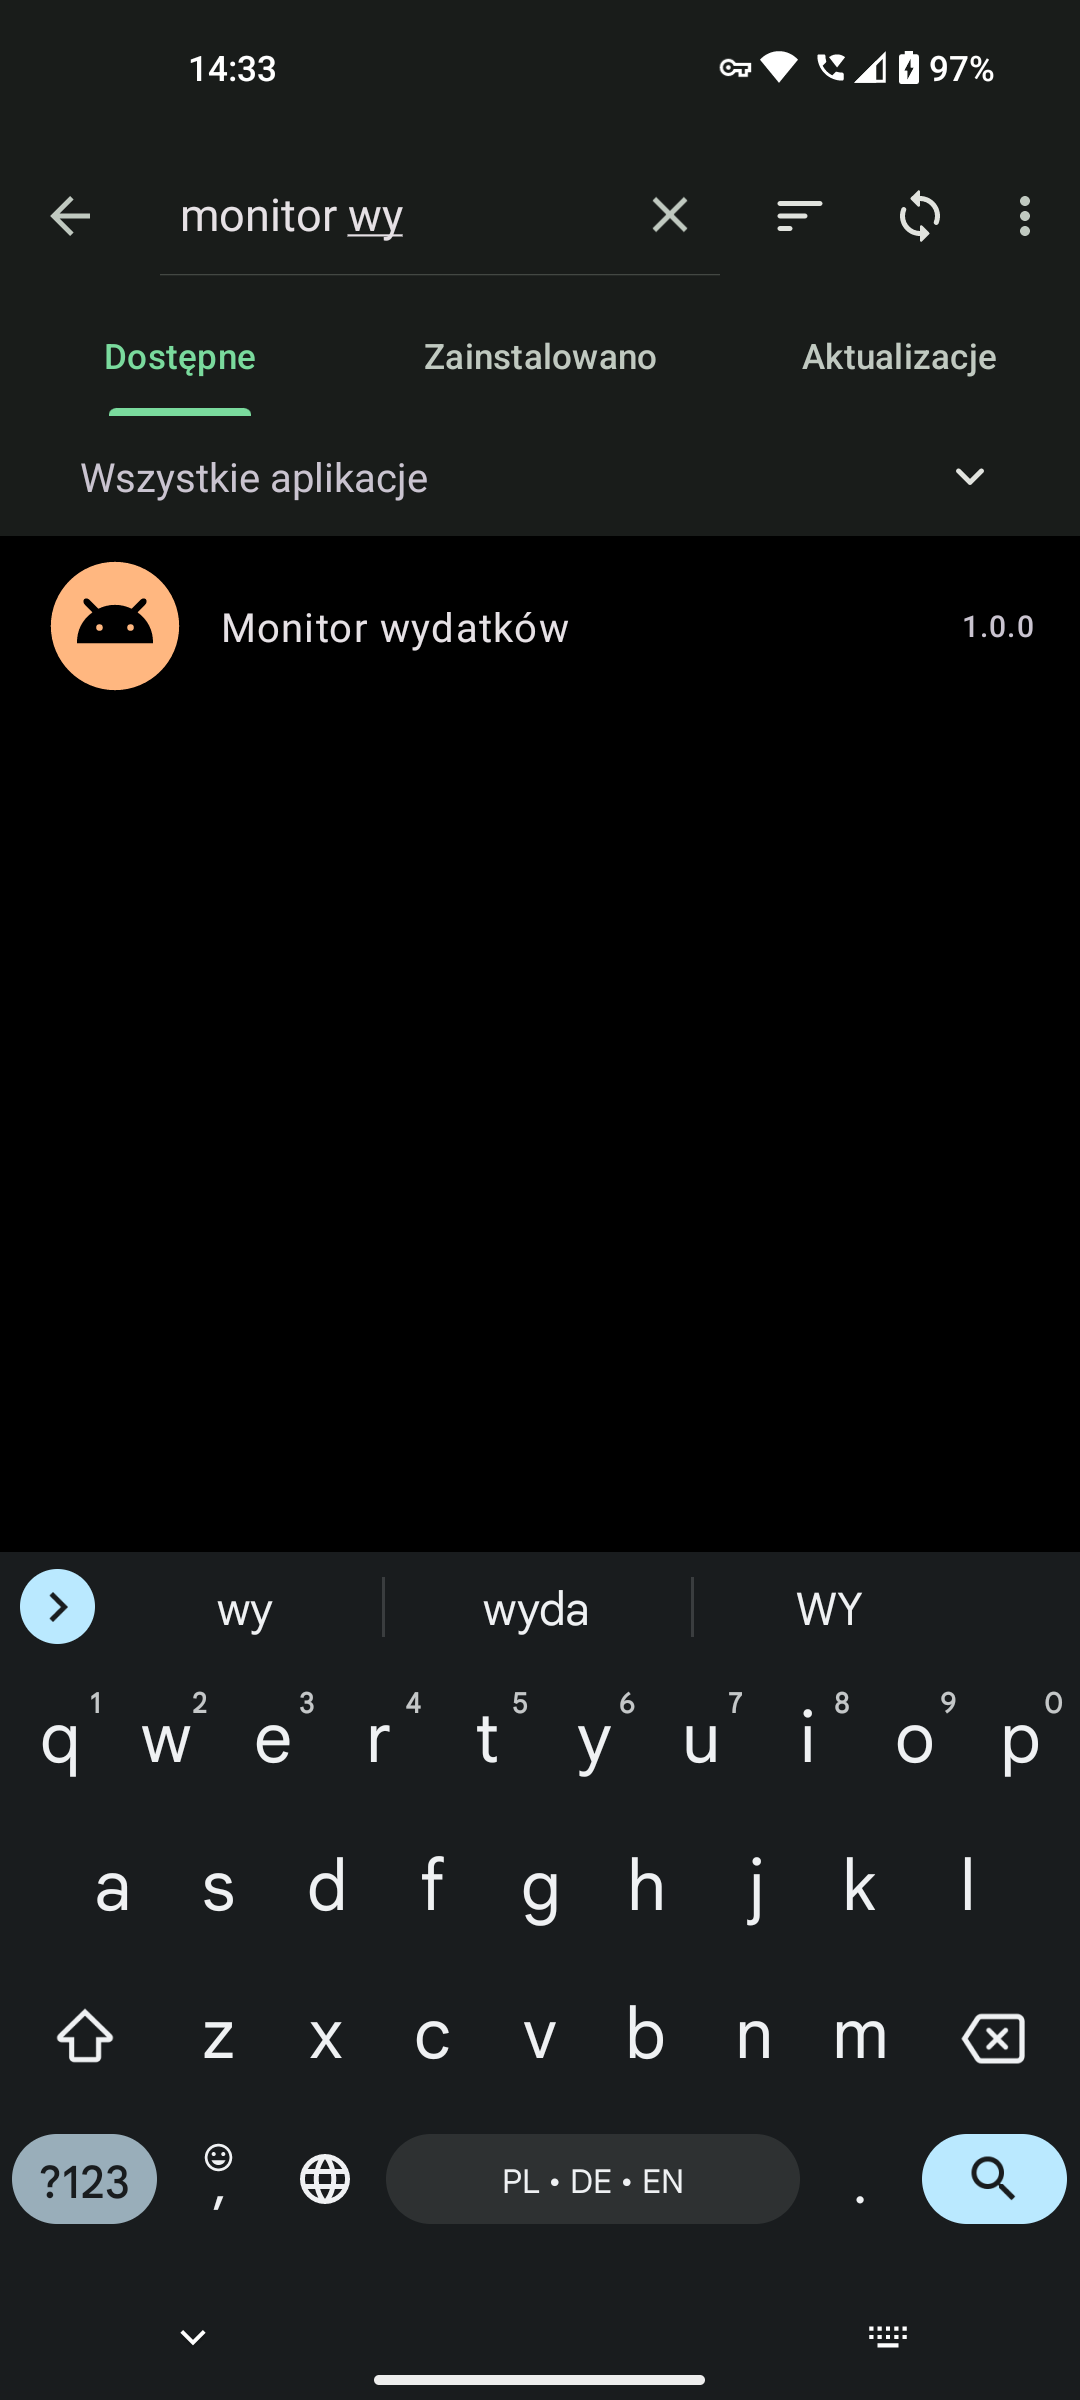 14:33
97%
monitor wy
Dostępne Zainstalowano Aktualizacje
Wszystkie aplikacje
Monitor wydatków 1.0.0
wy wyda WY
1 2 3 4 5 6 7 8 9 0
q w e r t y u i o p
a s d f g h j k l
z x c v b n m
?123 , PL • DE • EN .